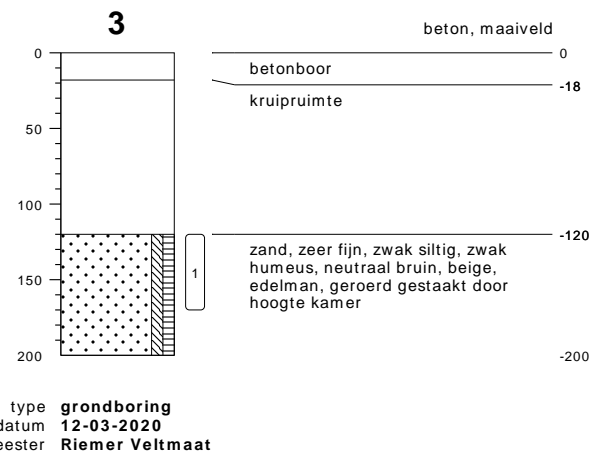 3
beton, maaiveld
0
0
betonboor
-18
kruipruimte
50
100
-120
zand, zeer fijn, zwak siltig, zwak
humeus, neutraal bruin, beige,
edelman, geroerd gestaakt door
hoogte kamer
1
150
200
-200
type grondboring
datum 12-03-2020
eester Riemer Veltmaat